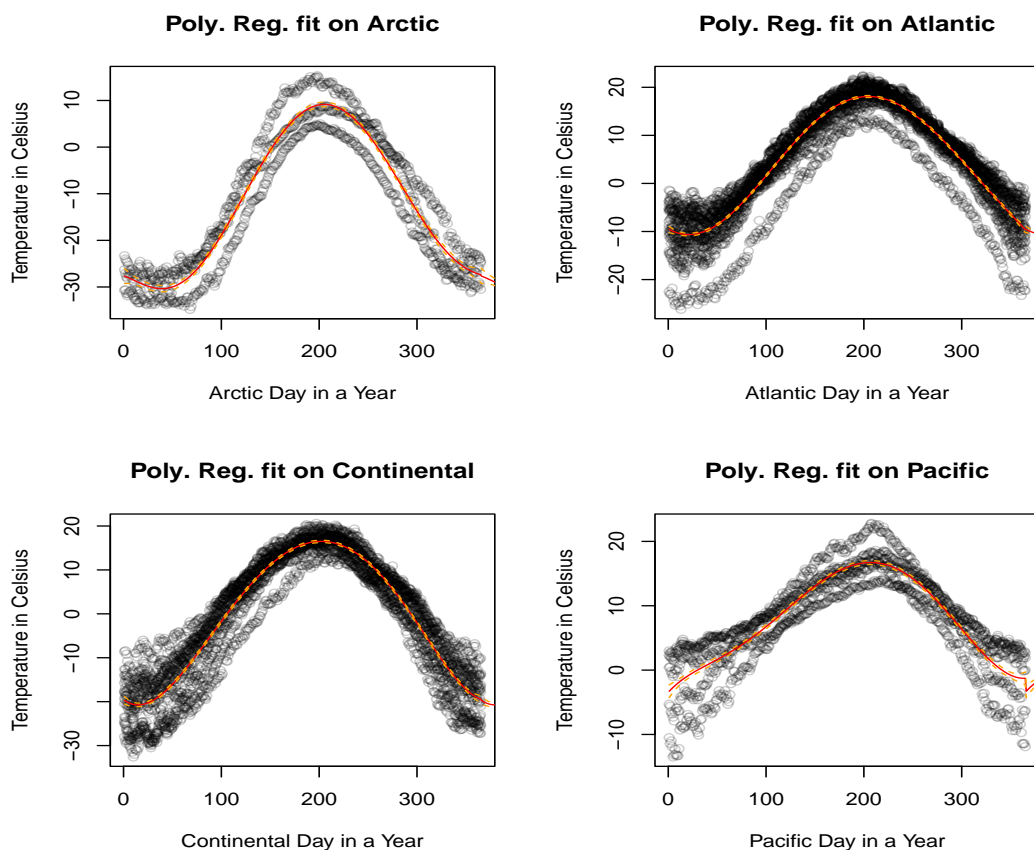 Poly. Reg. fit on Arctic
Temperature in Celsius
10
0
−10
−20
−30
0 100 200 300
Arctic Day in a Year
Poly. Reg. fit on Atlantic
Temperature in Celsius
20
10
0
−10
−20
0 100 200 300
Atlantic Day in a Year
Poly. Reg. fit on Continental
Temperature in Celsius
20
10
0
−10
−30
0 100 200 300
Continental Day in a Year
Poly. Reg. fit on Pacific
Temperature in Celsius
20
10
0
−10
0 100 200 300
Pacific Day in a Year